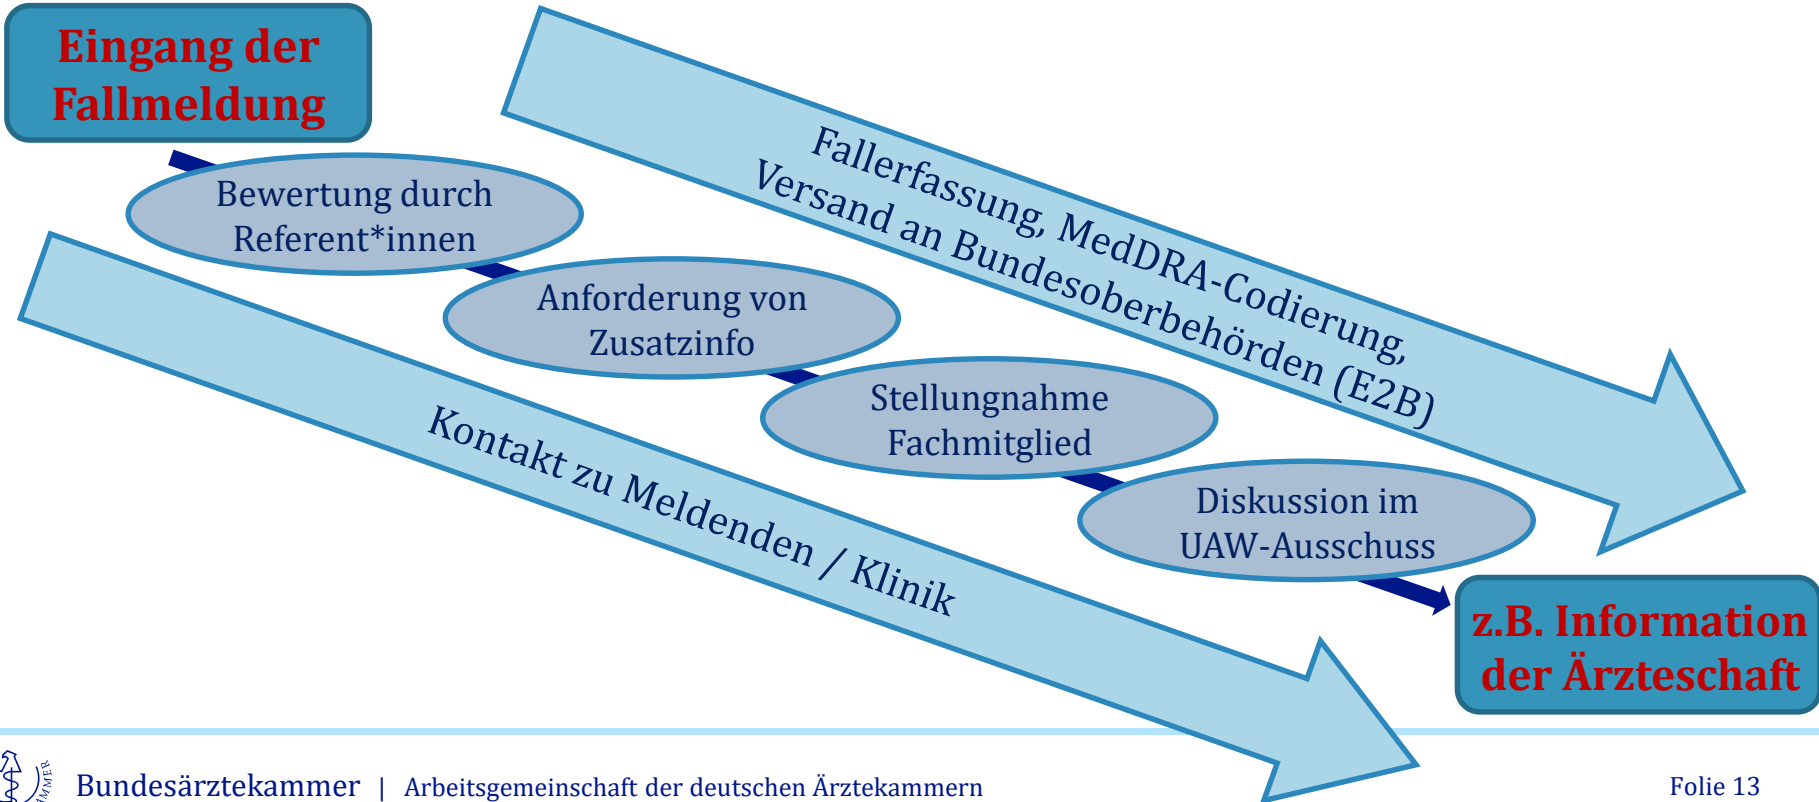 Eingang der
Fallmeldung
Fallerfassung, MedDRA-Codierung,
Versand an Bundesoberbehörden (E2B)
Bewertung durch
Referent*innen
Anforderung von
Zusatzinfo
Stellungnahme
Fachmitglied
Kontakt zu Meldenden / Klinik
Diskussion im
UAW-Ausschuss
z.B. Information
der Ärzteschaft
Bundesärztekammer | Arbeitsgemeinschaft der deutschen Ärztekammern
Folie 13